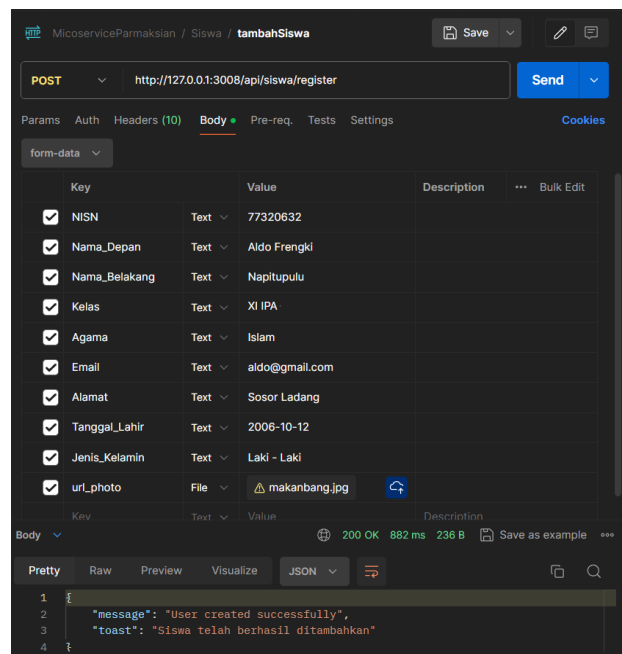 HTTP MicoserviceParmaksian / Siswa / tambahSiswa Save
POST http://127.0.0.1:3008/api/siswa/register Send
Params Auth Headers (10) Body Pre-req. Tests Settings Cookies
form-data
Key Value Description ••• Bulk Edit
NISN Text 77320632
Nama_Depan Text Aldo Frengki
Nama_Belakang Text Napitupulu
Kelas Text XI IPA
Agama Text Islam
Email Text aldo@gmail.com
Alamat Text Sosor Ladang
Tanggal_Lahir Text 2006-10-12
Jenis_Kelamin Text Laki - Laki
url_photo File makanbang.jpg
Key Text Value Description
Body 200 OK 882 ms 236 B Save as example
Pretty Raw Preview Visualize JSON
1 {
2 "message": "User created successfully",
3 "toast": "Siswa telah berhasil ditambahkan"
4 }